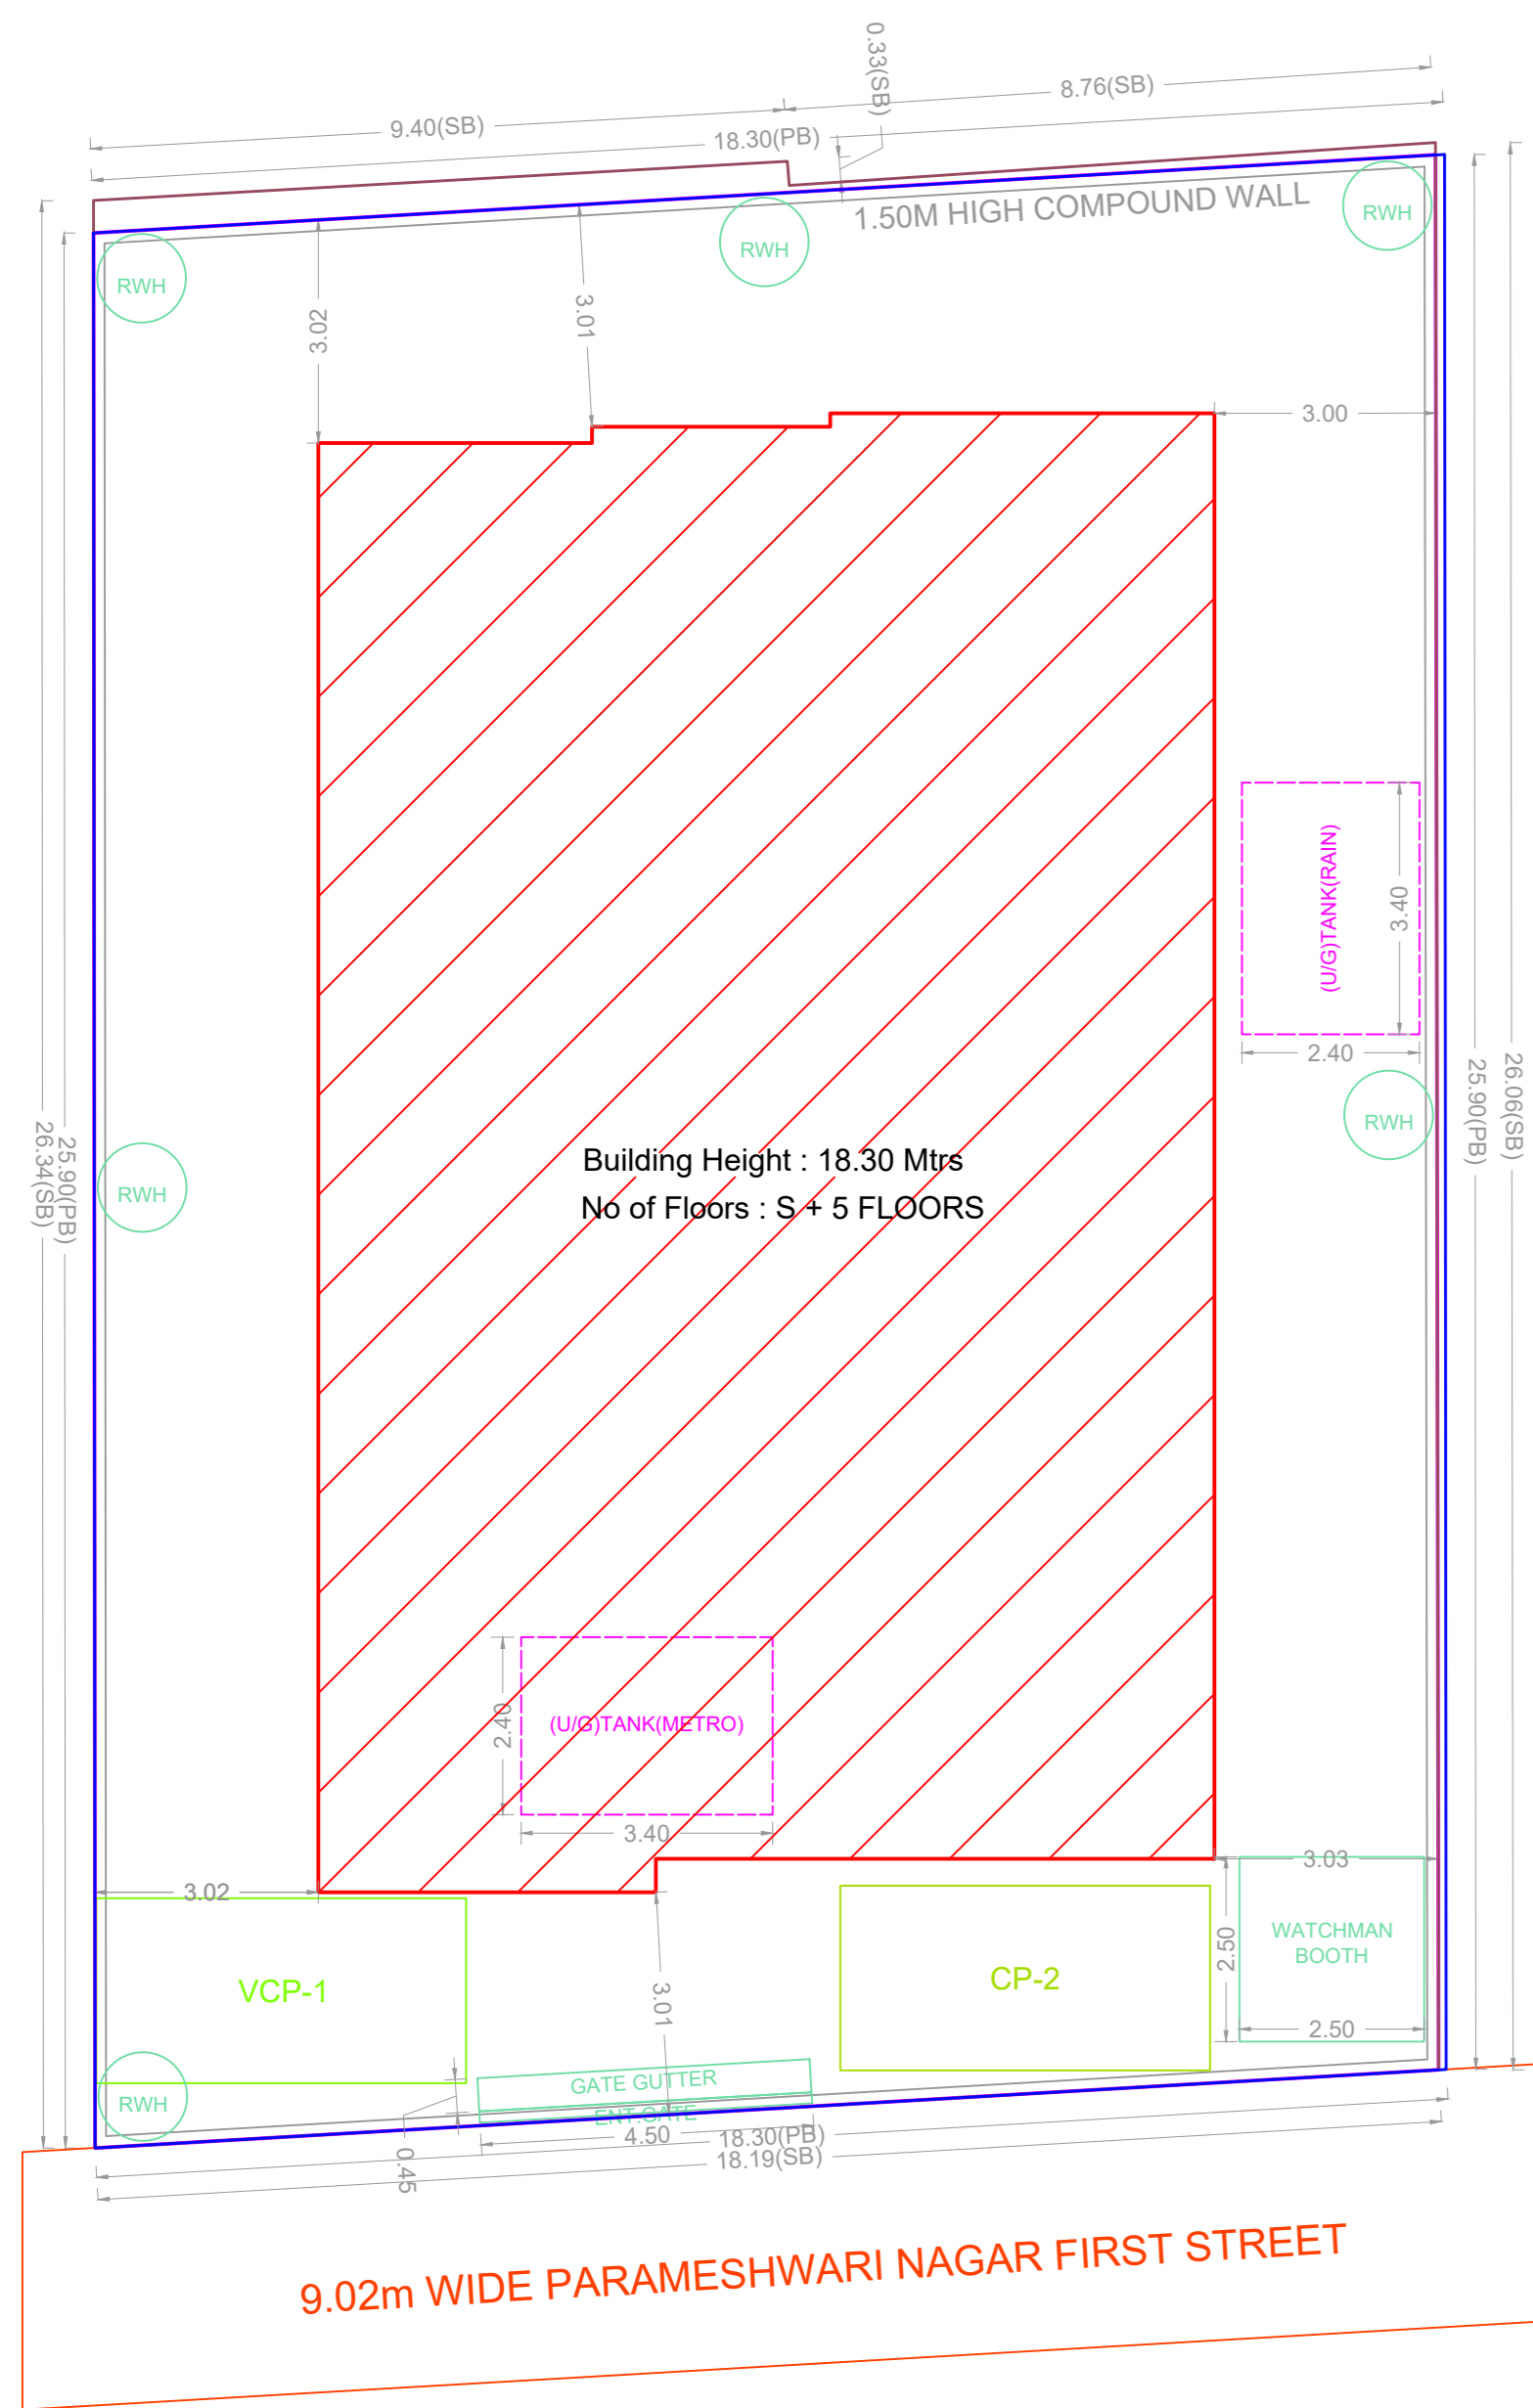 0.33(SB)
8.76(SB)
9.40(SB)
18.30(PB)
1.50M HIGH COMPOUND WALL
RWH
RWH
RWH
3.02
3.01
3.00
(U/G)TANK(RAIN)
3.40
2.40
RWH
26.06(SB)
25.90(PB)
25.90(PB)
26.34(SB)
RWH
Building Height : 18.30 Mtrs
No of Floors : S + 5 FLOORS
2.40
(U/G)TANK(METRO)
3.40
3.02
3.03
VCP-1
CP-2
2.50
WATCHMAN
BOOTH
2.50
3.01
RWH
GATE GUTTER
ENT.GATE
4.50
18.30(PB)
18.19(SB)
0.45
9.02m WIDE PARAMESHWARI NAGAR FIRST STREET